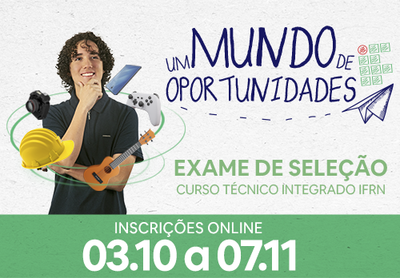 UM MUNDO DE
OPORTUNIDADES
EXAME DE SELEÇÃO
CURSO TÉCNICO INTEGRADO IFRN
INSCRIÇÕES ONLINE
03.10 a 07.11